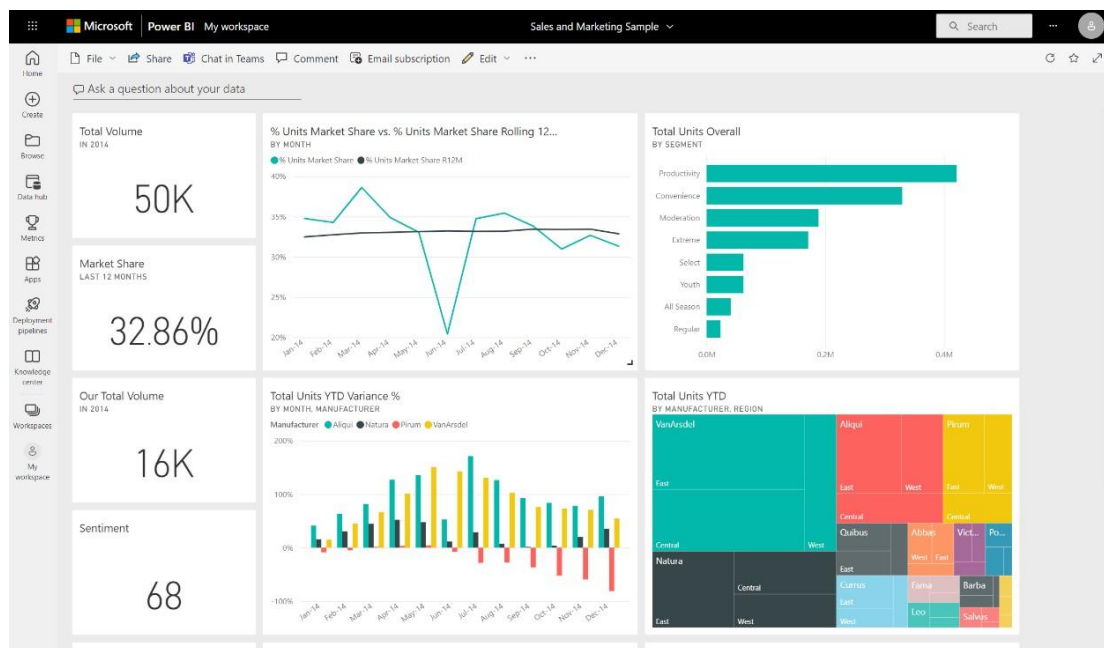 Microsoft Power BI My workspace
Sales and Marketing Sample
Search
File Share Chat in Teams Comment Email subscription Edit
Home
Create
Browse
Data hub
Metrics
Apps
Deployment
pipelines
Knowledge
center
Workspaces
My
workspace
Ask a question about your data
Total Volume
IN 2014
50K
Market Share
LAST 12 MONTHS
32.86%
Our Total Volume
IN 2014
16K
Sentiment
68
% Units Market Share vs. % Units Market Share Rolling 12...
BY MONTH
% Units Market Share % Units Market Share R12M
40%
35%
30%
25%
20%
Jan-14 Feb-14 Mar-14 Apr-14 May-14 Jun-14 Jul-14 Aug-14 Sep-14 Oct-14 Nov-14 Dec-14
Total Units Overall
BY SEGMENT
Productivity
Convenience
Moderation
Extreme
Select
Youth
All Season
Regular
0.0M 0.2M 0.4M
Total Units YTD Variance %
BY MONTH, MANUFACTURER
Manufacturer Aliqui Natura Pirum VanArsdel
200%
100%
0%
-100%
Jan-14 Feb-14 Mar-14 Apr-14 May-14 Jun-14 Jul-14 Aug-14 Sep-14 Oct-14 Nov-14 Dec-14
Total Units YTD
BY MANUFACTURER, REGION
VanArsdel
East
Central
West
Natura
East
Central
West
Aliqui
East
West
Central
Pirum
East
West
Central
Quibus
East
Abbas
West East
Vict...
Po...
Currus
East
West
Fama
Leo
Barba
Salvus